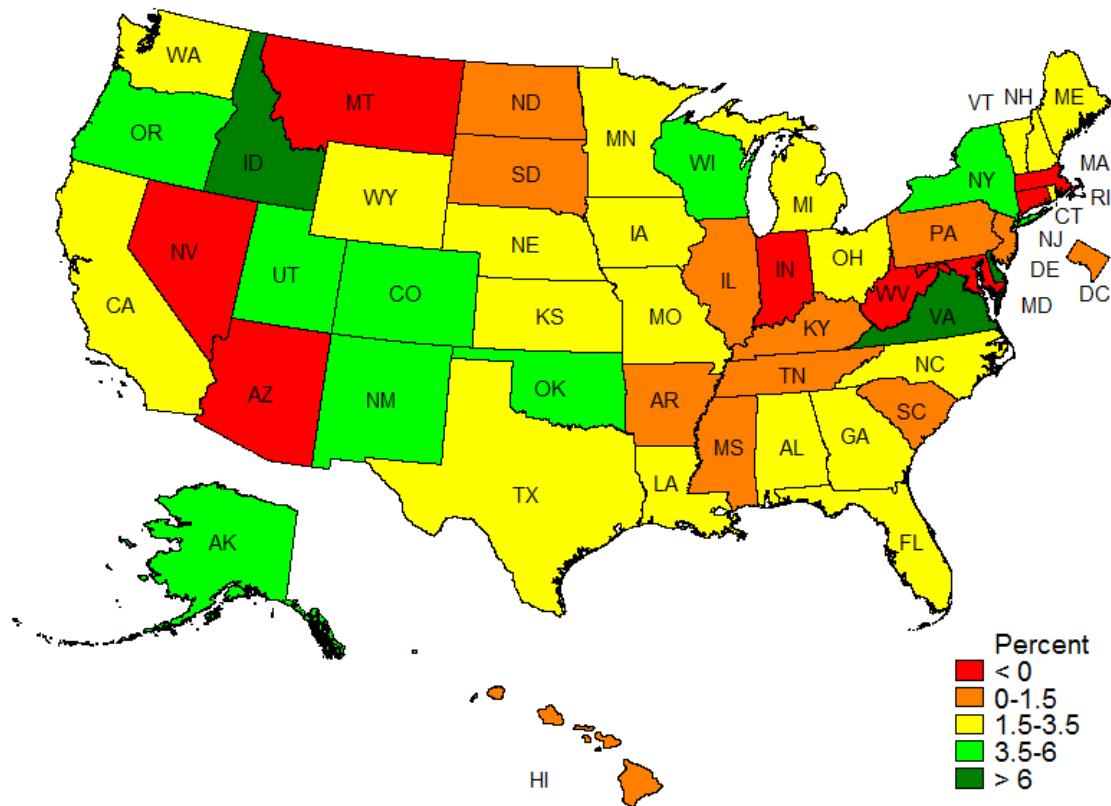 WA
MT
ND
MN
VT
NH
ME
OR
ID
SD
WI
NY
MA
WY
MI
RI
CT
NV
NE
IA
PA
NJ
UT
IL
IN
OH
DE
CA
CO
WV
DC
KS
MO
KY
VA
MD
AZ
NM
OK
AR
TN
NC
SC
MS
AL
GA
TX
LA
AK
FL
HI
Percent
< 0
0-1.5
1.5-3.5
3.5-6
> 6